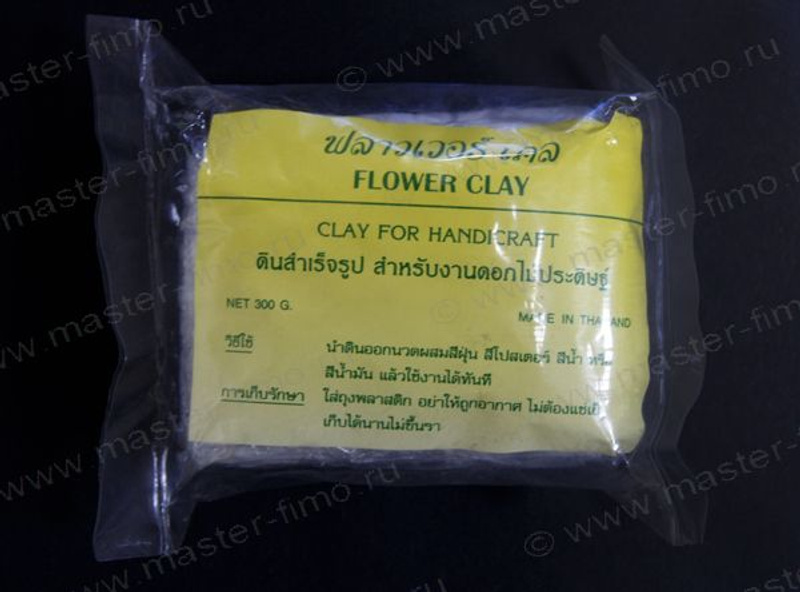 ฟลาวเวอร์ เคล
FLOWER CLAY
CLAY FOR HANDICRAFT
ดินสำเร็จรูป สำหรับงานดอกไม้ประดิษฐ์
NET 300 G.
MADE IN THAILAND
วิธีใช้
นำดินออกนวดผสมสีฝุ่น สีโปสเตอร์ สีน้ำ หรือ
สีน้ำมัน แล้วใช้งานได้ทันที
การเก็บรักษา
ใส่ถุงพลาสติก อย่าให้ถูกอากาศ ไม่ต้องแช่เย็น
เก็บได้นานไม่ขึ้นรา
© www.master-fimo.ru